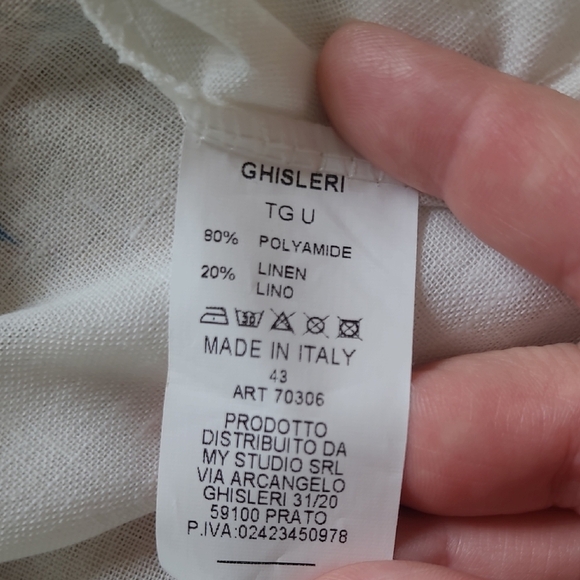 GHISLERI
TG U
80% POLYAMIDE
20% LINEN
LINO
30
MADE IN ITALY
43
ART 70306
PRODOTTO
DISTRIBUITO DA
MY STUDIO SRL
VIA ARCANGELO
GHISLERI 31/20
59100 PRATO
P.IVA:02423450978